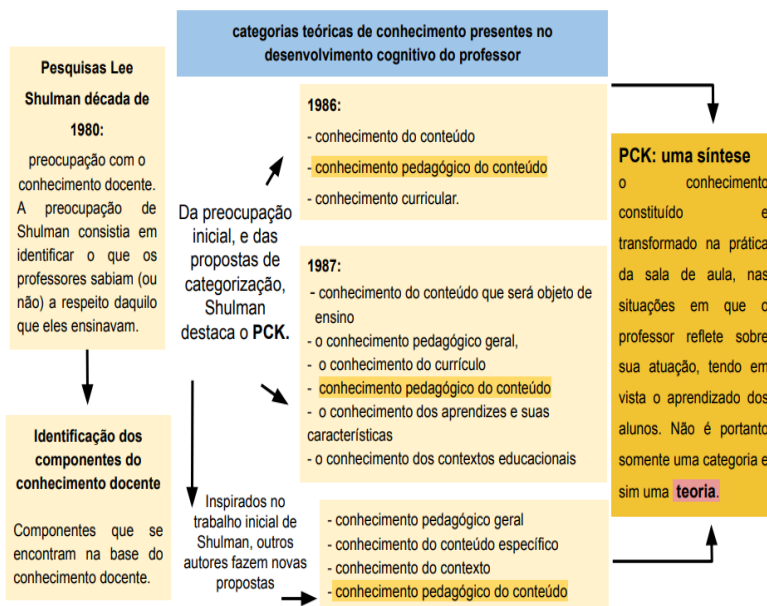 categorias teóricas de conhecimento presentes no
desenvolvimento cognitivo do professor
Pesquisas Lee
Shulman década de
1980:
preocupação com o
conhecimento docente.
A preocupação de
Shulman consistia em
identificar o que os
professores sabiam (ou
não) a respeito daquilo
que eles ensinavam.
Identificação dos
componentes do
conhecimento docente
Componentes que se
encontram na base do
conhecimento docente.
Da preocupação
inicial, e das
propostas de
categorização,
Shulman
destaca o PCK.
Inspirados no
trabalho inicial de
Shulman, outros
autores fazem novas
propostas
1986:
- conhecimento do conteúdo
- conhecimento pedagógico do conteúdo
- conhecimento curricular.
1987:
- conhecimento do conteúdo que será objeto de
ensino
- o conhecimento pedagógico geral,
- o conhecimento do currículo
- conhecimento pedagógico do conteúdo
- o conhecimento dos aprendizes e suas
características
- o conhecimento dos contextos educacionais
- conhecimento pedagógico geral
- conhecimento do conteúdo específico
- conhecimento do contexto
- conhecimento pedagógico do conteúdo
PCK: uma síntese
o conhecimento
constituído e
transformado na prática
da sala de aula, nas
situações em que o
professor reflete sobre
sua atuação, tendo em
vista o aprendizado dos
alunos. Não é portanto
somente uma categoria e
sim uma teoria.